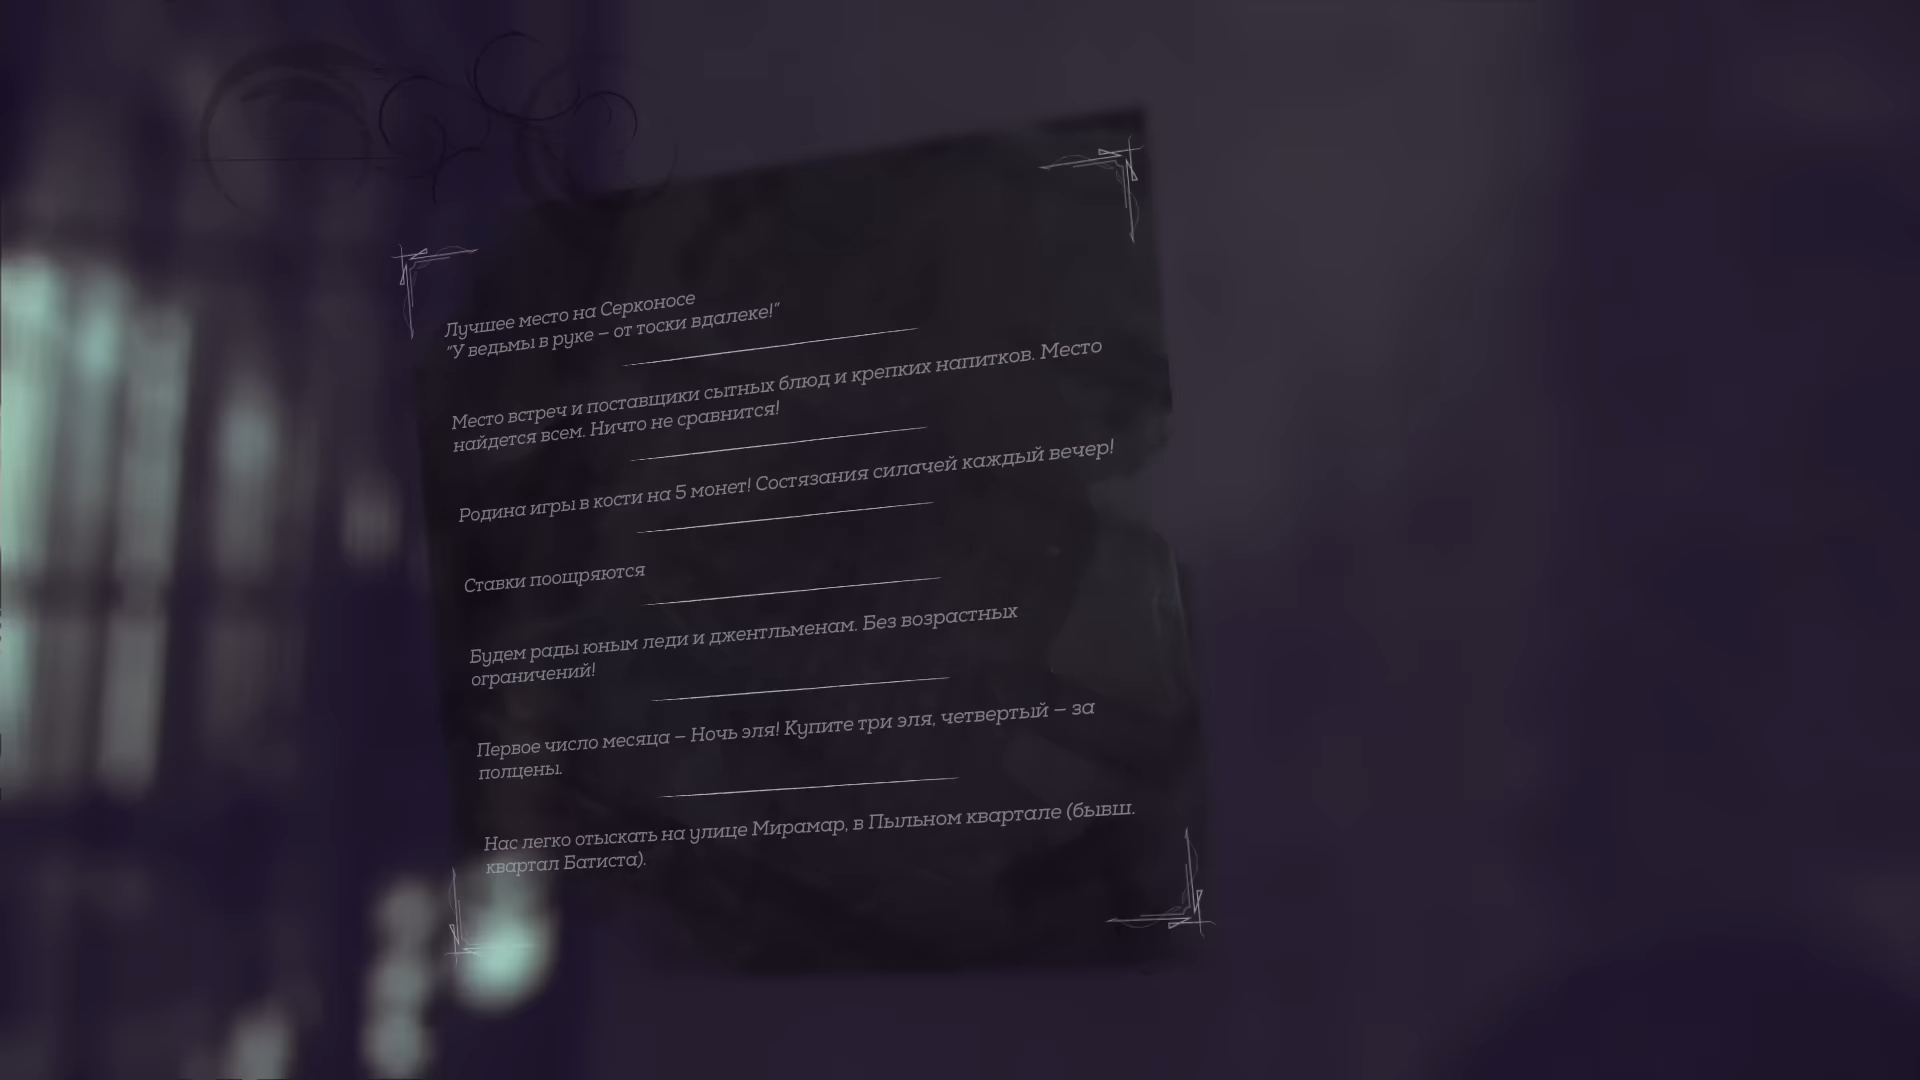 Лучшее место на Серконосе
"У ведьмы в руке – от тоски вдалеке!"
Место встреч и поставщики сытных блюд и крепких напитков. Место
найдется всем. Ничто не сравнится!
Родина игры в кости на 5 монет! Состязания силачей каждый вечер!
Ставки поощряются
Будем рады юным леди и джентльменам. Без возрастных
ограничений!
Первое число месяца – Ночь эля! Купите три эля, четвертый – за
полцены.
Нас легко отыскать на улице Мирамар, в Пыльном квартале (бывш.
квартал Батиста).